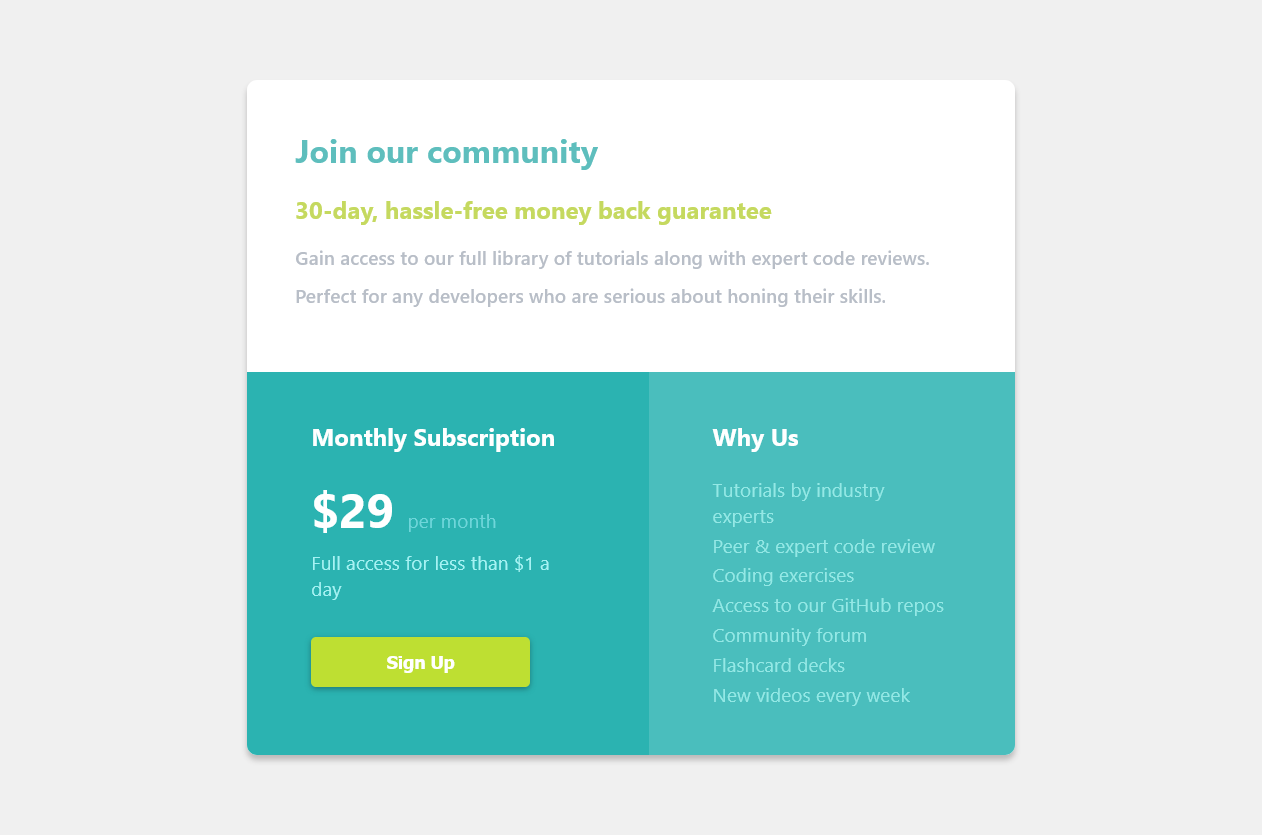 Join our community
30-day, hassle-free money back guarantee
Gain access to our full library of tutorials along with expert code reviews.
Perfect for any developers who are serious about honing their skills.
Monthly Subscription
$29 per month
Full access for less than $1 a
day
Sign Up
Why Us
Tutorials by industry
experts
Peer & expert code review
Coding exercises
Access to our GitHub repos
Community forum
Flashcard decks
New videos every week